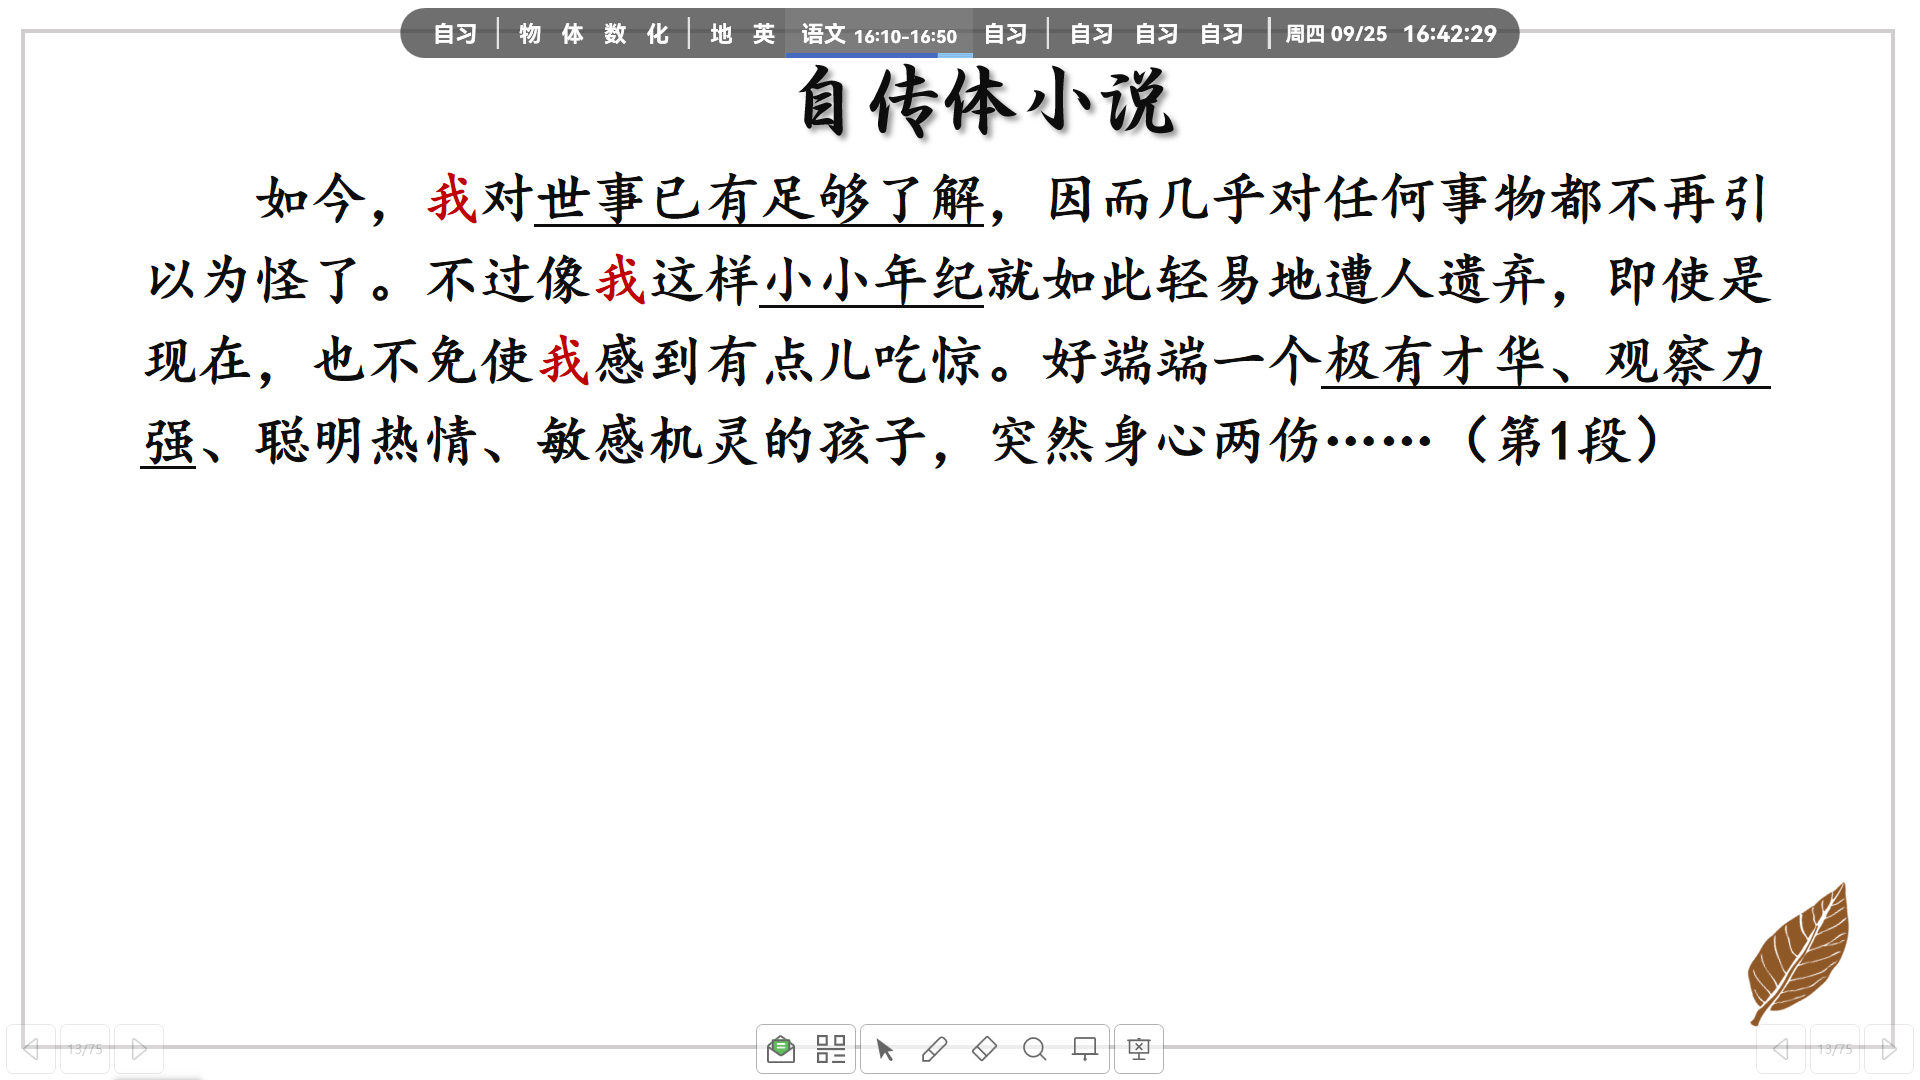 自习 物 体 数 化 地 英 语文 16:10-16:50 自习 自习 自习 自习 周四 09/25 16:42:29
自传体小说
如今，我对世事已有足够了解，因而几乎对任何事物都不再引
以为怪了。不过像我这样小小年纪就如此轻易地遭人遗弃，即使是
现在，也不免使我感到有点儿吃惊。好端端一个极有才华、观察力
强、聪明热情、敏感机灵的孩子，突然身心两伤……（第1段）
13/75 13/75